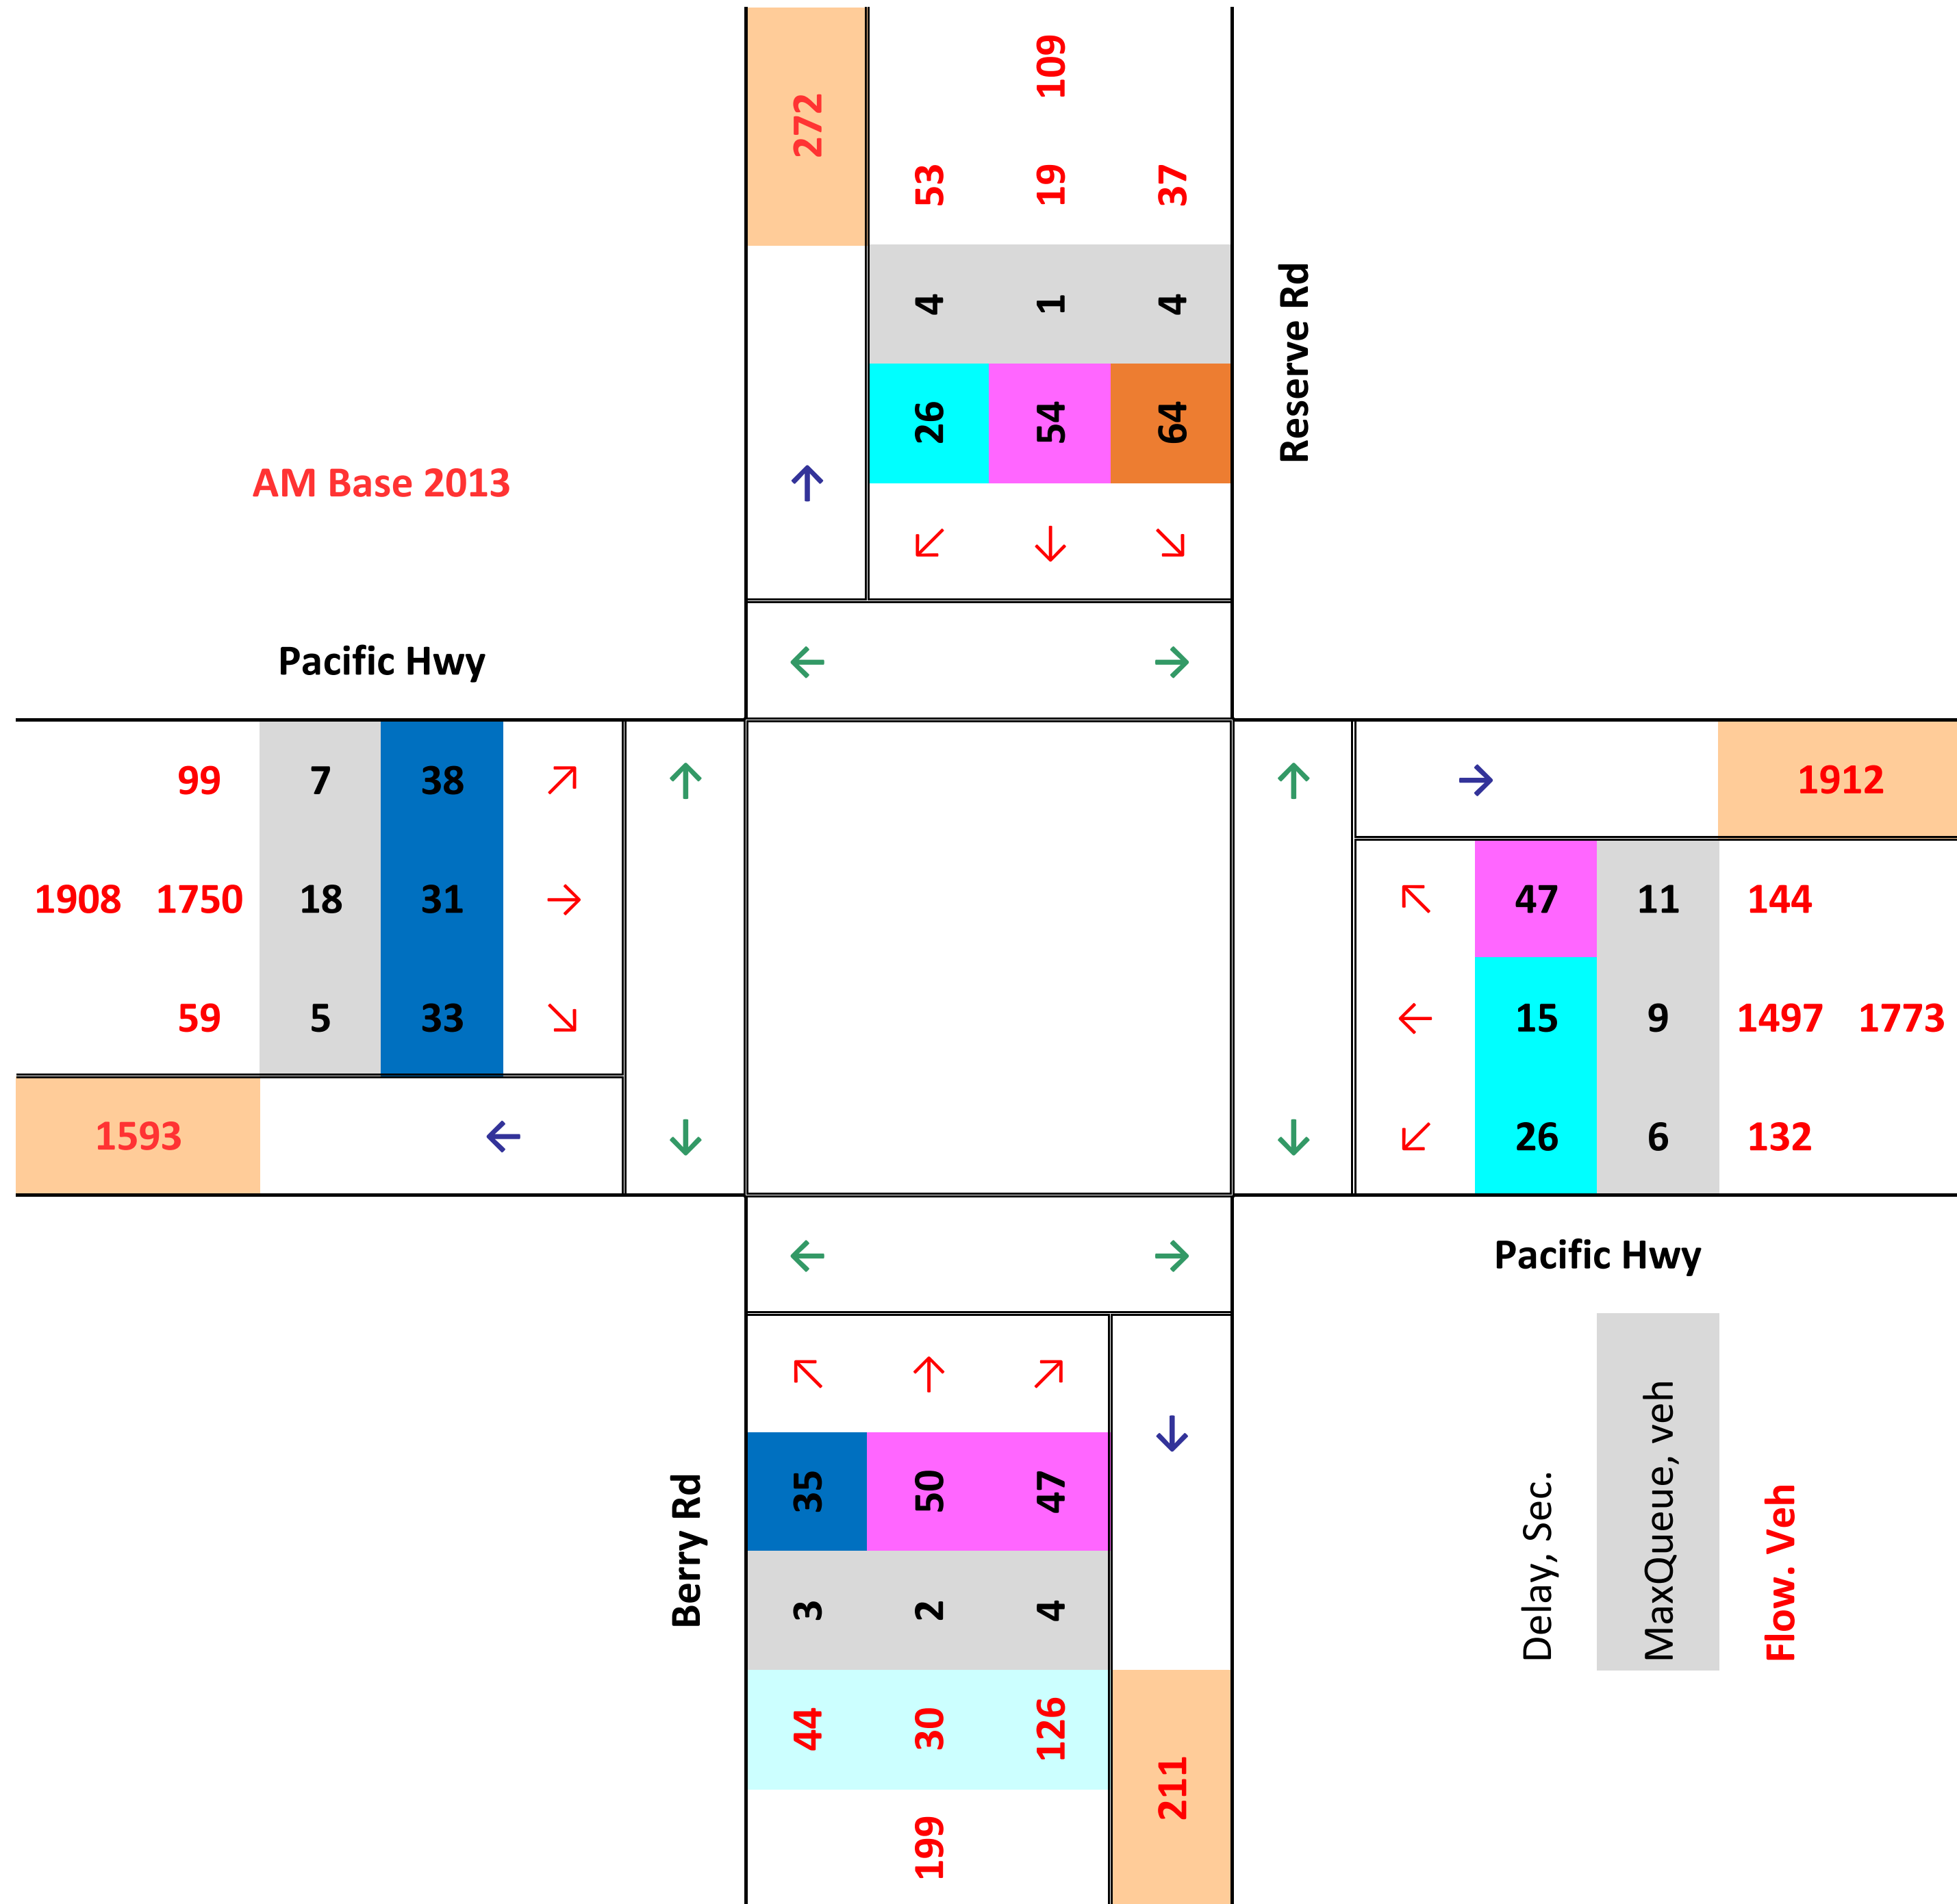 109
272
53 19 37
4 1 4
Reserve Rd
26 54 64
AM Base 2013
Pacific Hwy
99 7 38
1912
1908 1750 18 31
47 11 144
59 5 33
15 9 1497 1773
1593
26 6 132
Pacific Hwy
Berry Rd
35 50 47
3 2 4
44 30 126
211
199
Delay, Sec.
MaxQueue, veh
Flow. Veh